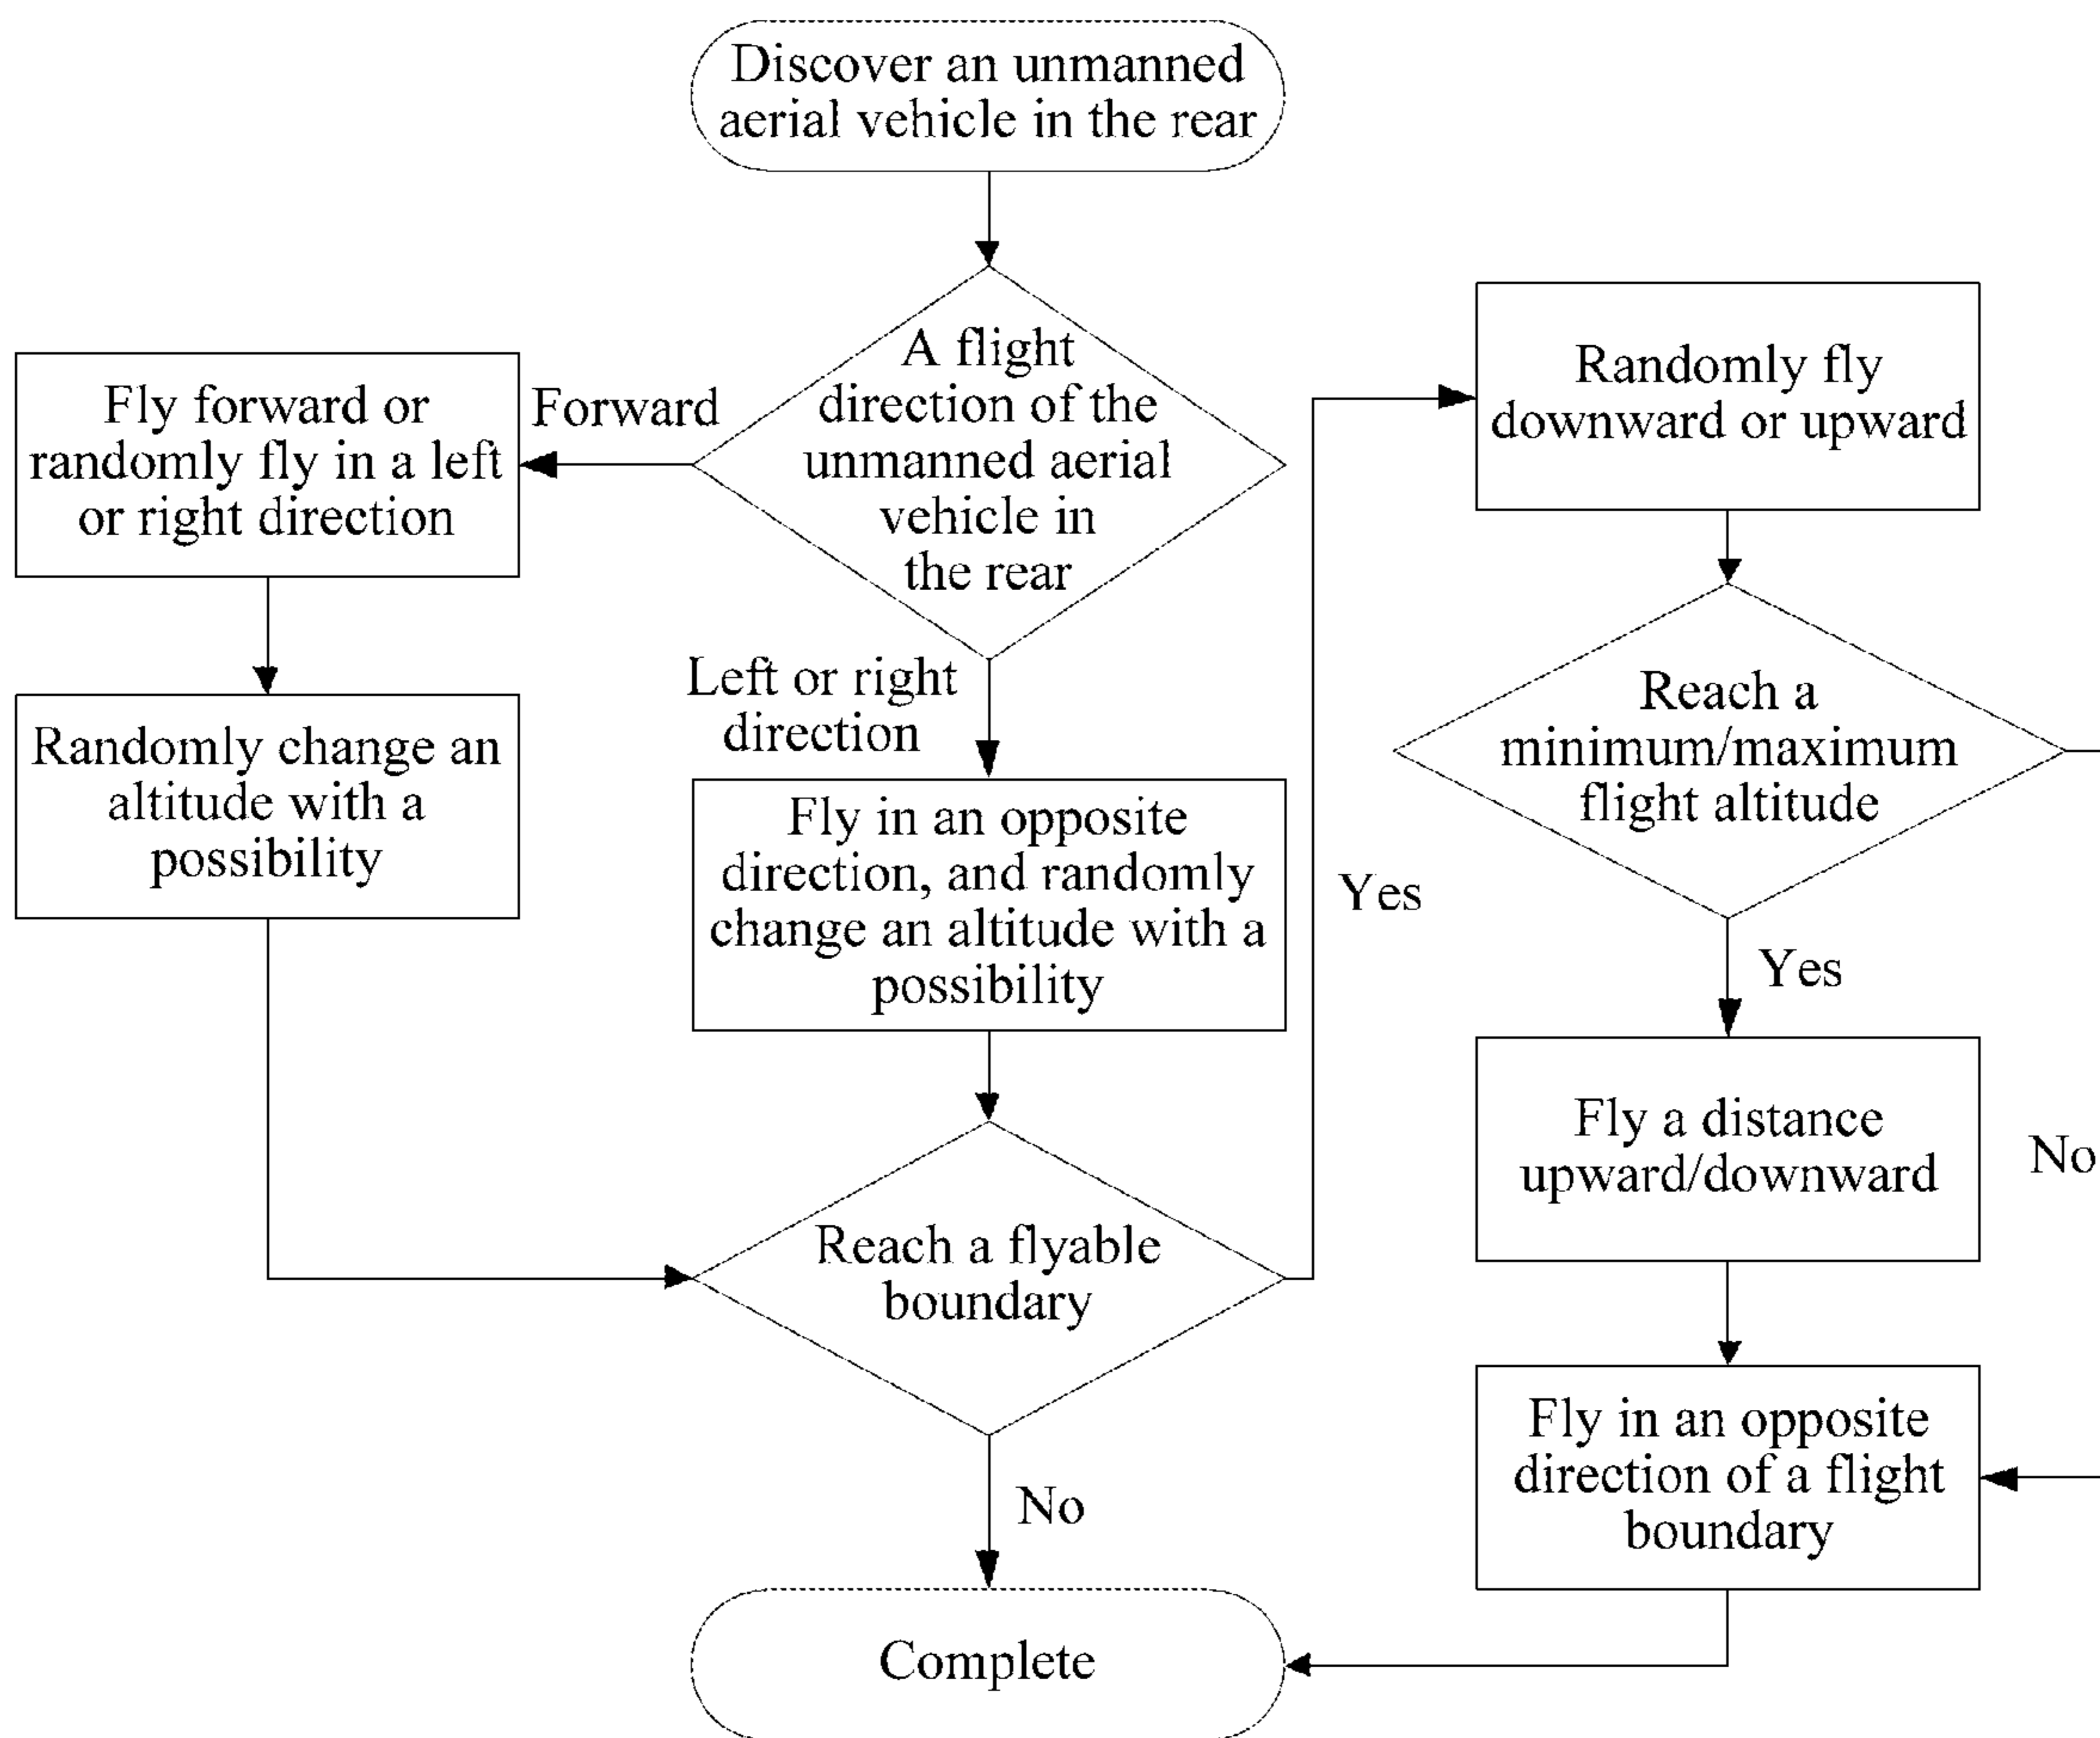 Discover an unmanned
aerial vehicle in the rear
A flight
direction of the
unmanned aerial
vehicle in
the rear
Forward
Fly forward or
randomly fly in a left
or right direction
Randomly change an
altitude with a
possibility
Left or right
direction
Fly in an opposite
direction, and randomly
change an altitude with a
possibility
Reach a flyable
boundary
Yes
No
Complete
Randomly fly
downward or upward
Reach a
minimum/maximum
flight altitude
Yes
No
Fly a distance
upward/downward
Fly in an opposite
direction of a flight
boundary